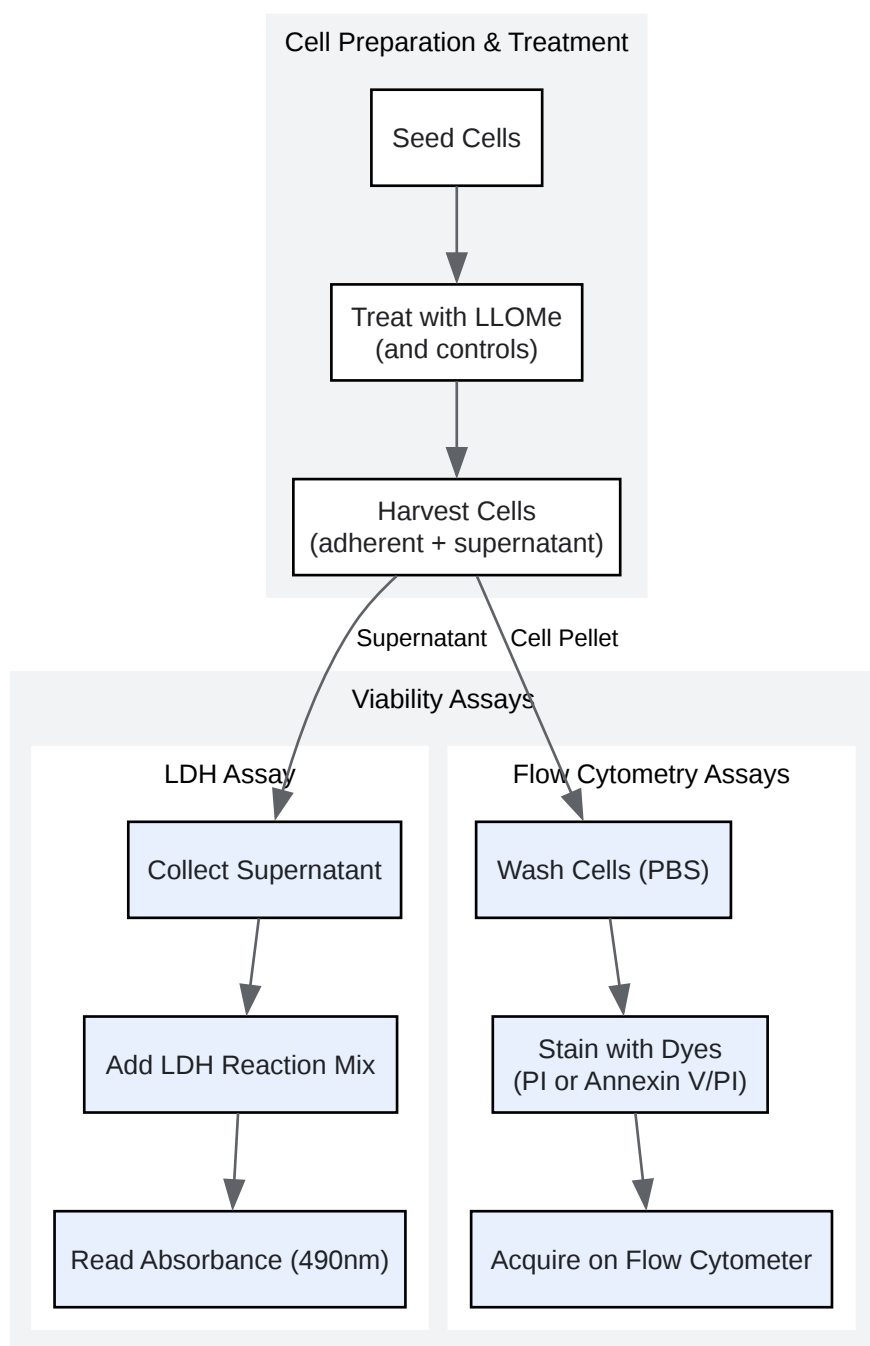 Cell Preparation & Treatment
Seed Cells
Treat with LLOMe
(and controls)
Harvest Cells
(adherent + supernatant)
Supernatant
Cell Pellet
Viability Assays
LDH Assay
Collect Supernatant
Add LDH Reaction Mix
Read Absorbance (490nm)
Flow Cytometry Assays
Wash Cells (PBS)
Stain with Dyes
(PI or Annexin V/PI)
Acquire on Flow Cytometer